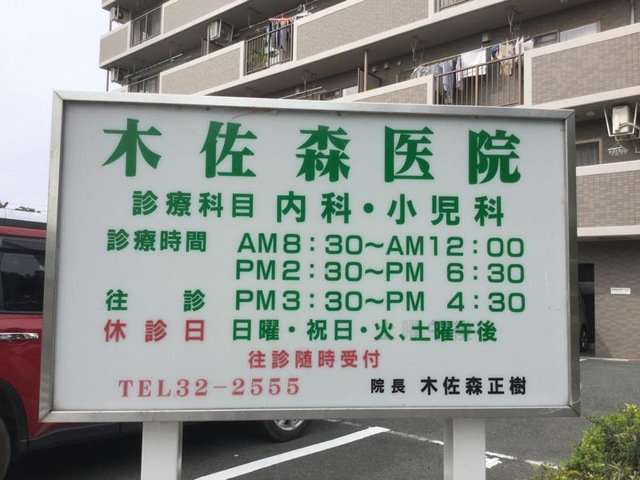 木佐森医院
診療科目 内科・小児科
診療時間 AM8:30〜AM12:00
PM2:30〜PM 6:30
往診 PM3:30〜PM 4:30
休診日 日曜・祝日・火、土曜午後
往診随時受付
TEL32-2555 院長 木佐森正樹